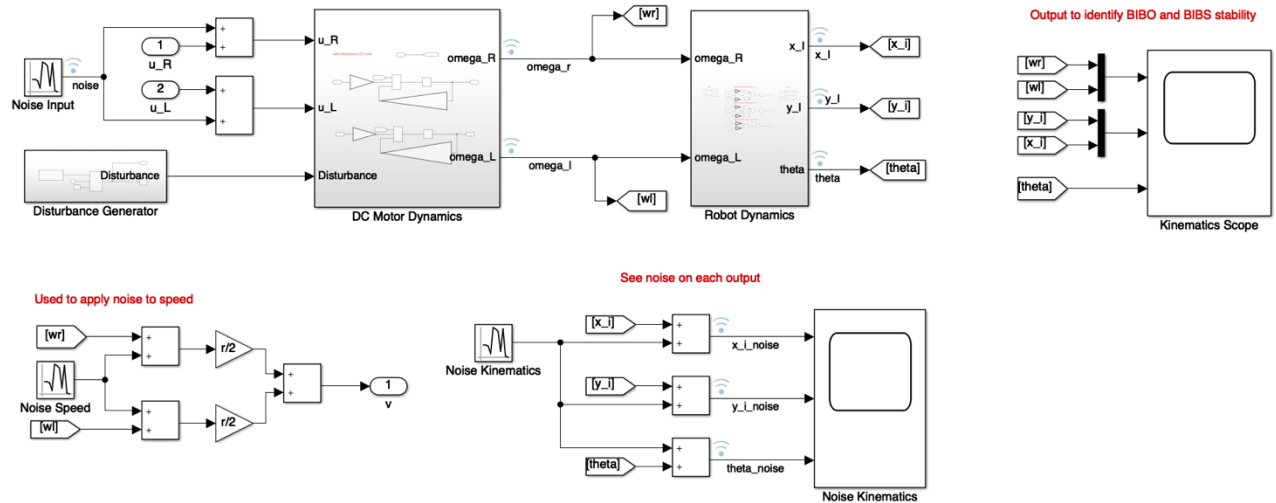 Output to identify BIBO and BIBS stability
[wr]
1
u_R
+
+
u_R
omega_R
omega_r
omega_R
x_I
x_I
[x_i]
noise
Noise Input
2
u_L
+
+
u_L
y_I
y_I
[y_i]
omega_L
omega_l
omega_L
Disturbance
Disturbance
theta
theta
[theta]
[wl]
Disturbance Generator
DC Motor Dynamics
Robot Dynamics
[wr]
[wl]
[y_i]
[x_i]
[theta]
Kinematics Scope
Used to apply noise to speed
[wr]
+
+
r/2
Noise Speed
+
+
1
v
[wl]
+
+
r/2
See noise on each output
Noise Kinematics
[x_i]
+
+
x_i_noise
[y_i]
+
+
y_i_noise
[theta]
+
+
theta_noise
Noise Kinematics